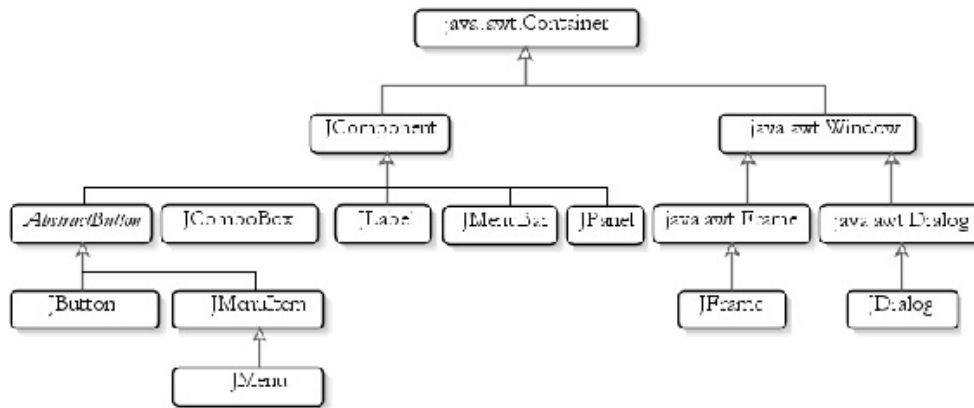 java.awt.Container
JComponent
java.awt.Window
AbstractButton
JComboBox
JLabel
JMenuBar
JPanel
java.awt.Frame
java.awt.Dialog
JButton
JMenuItem
JFrame
JDialog
JMenu